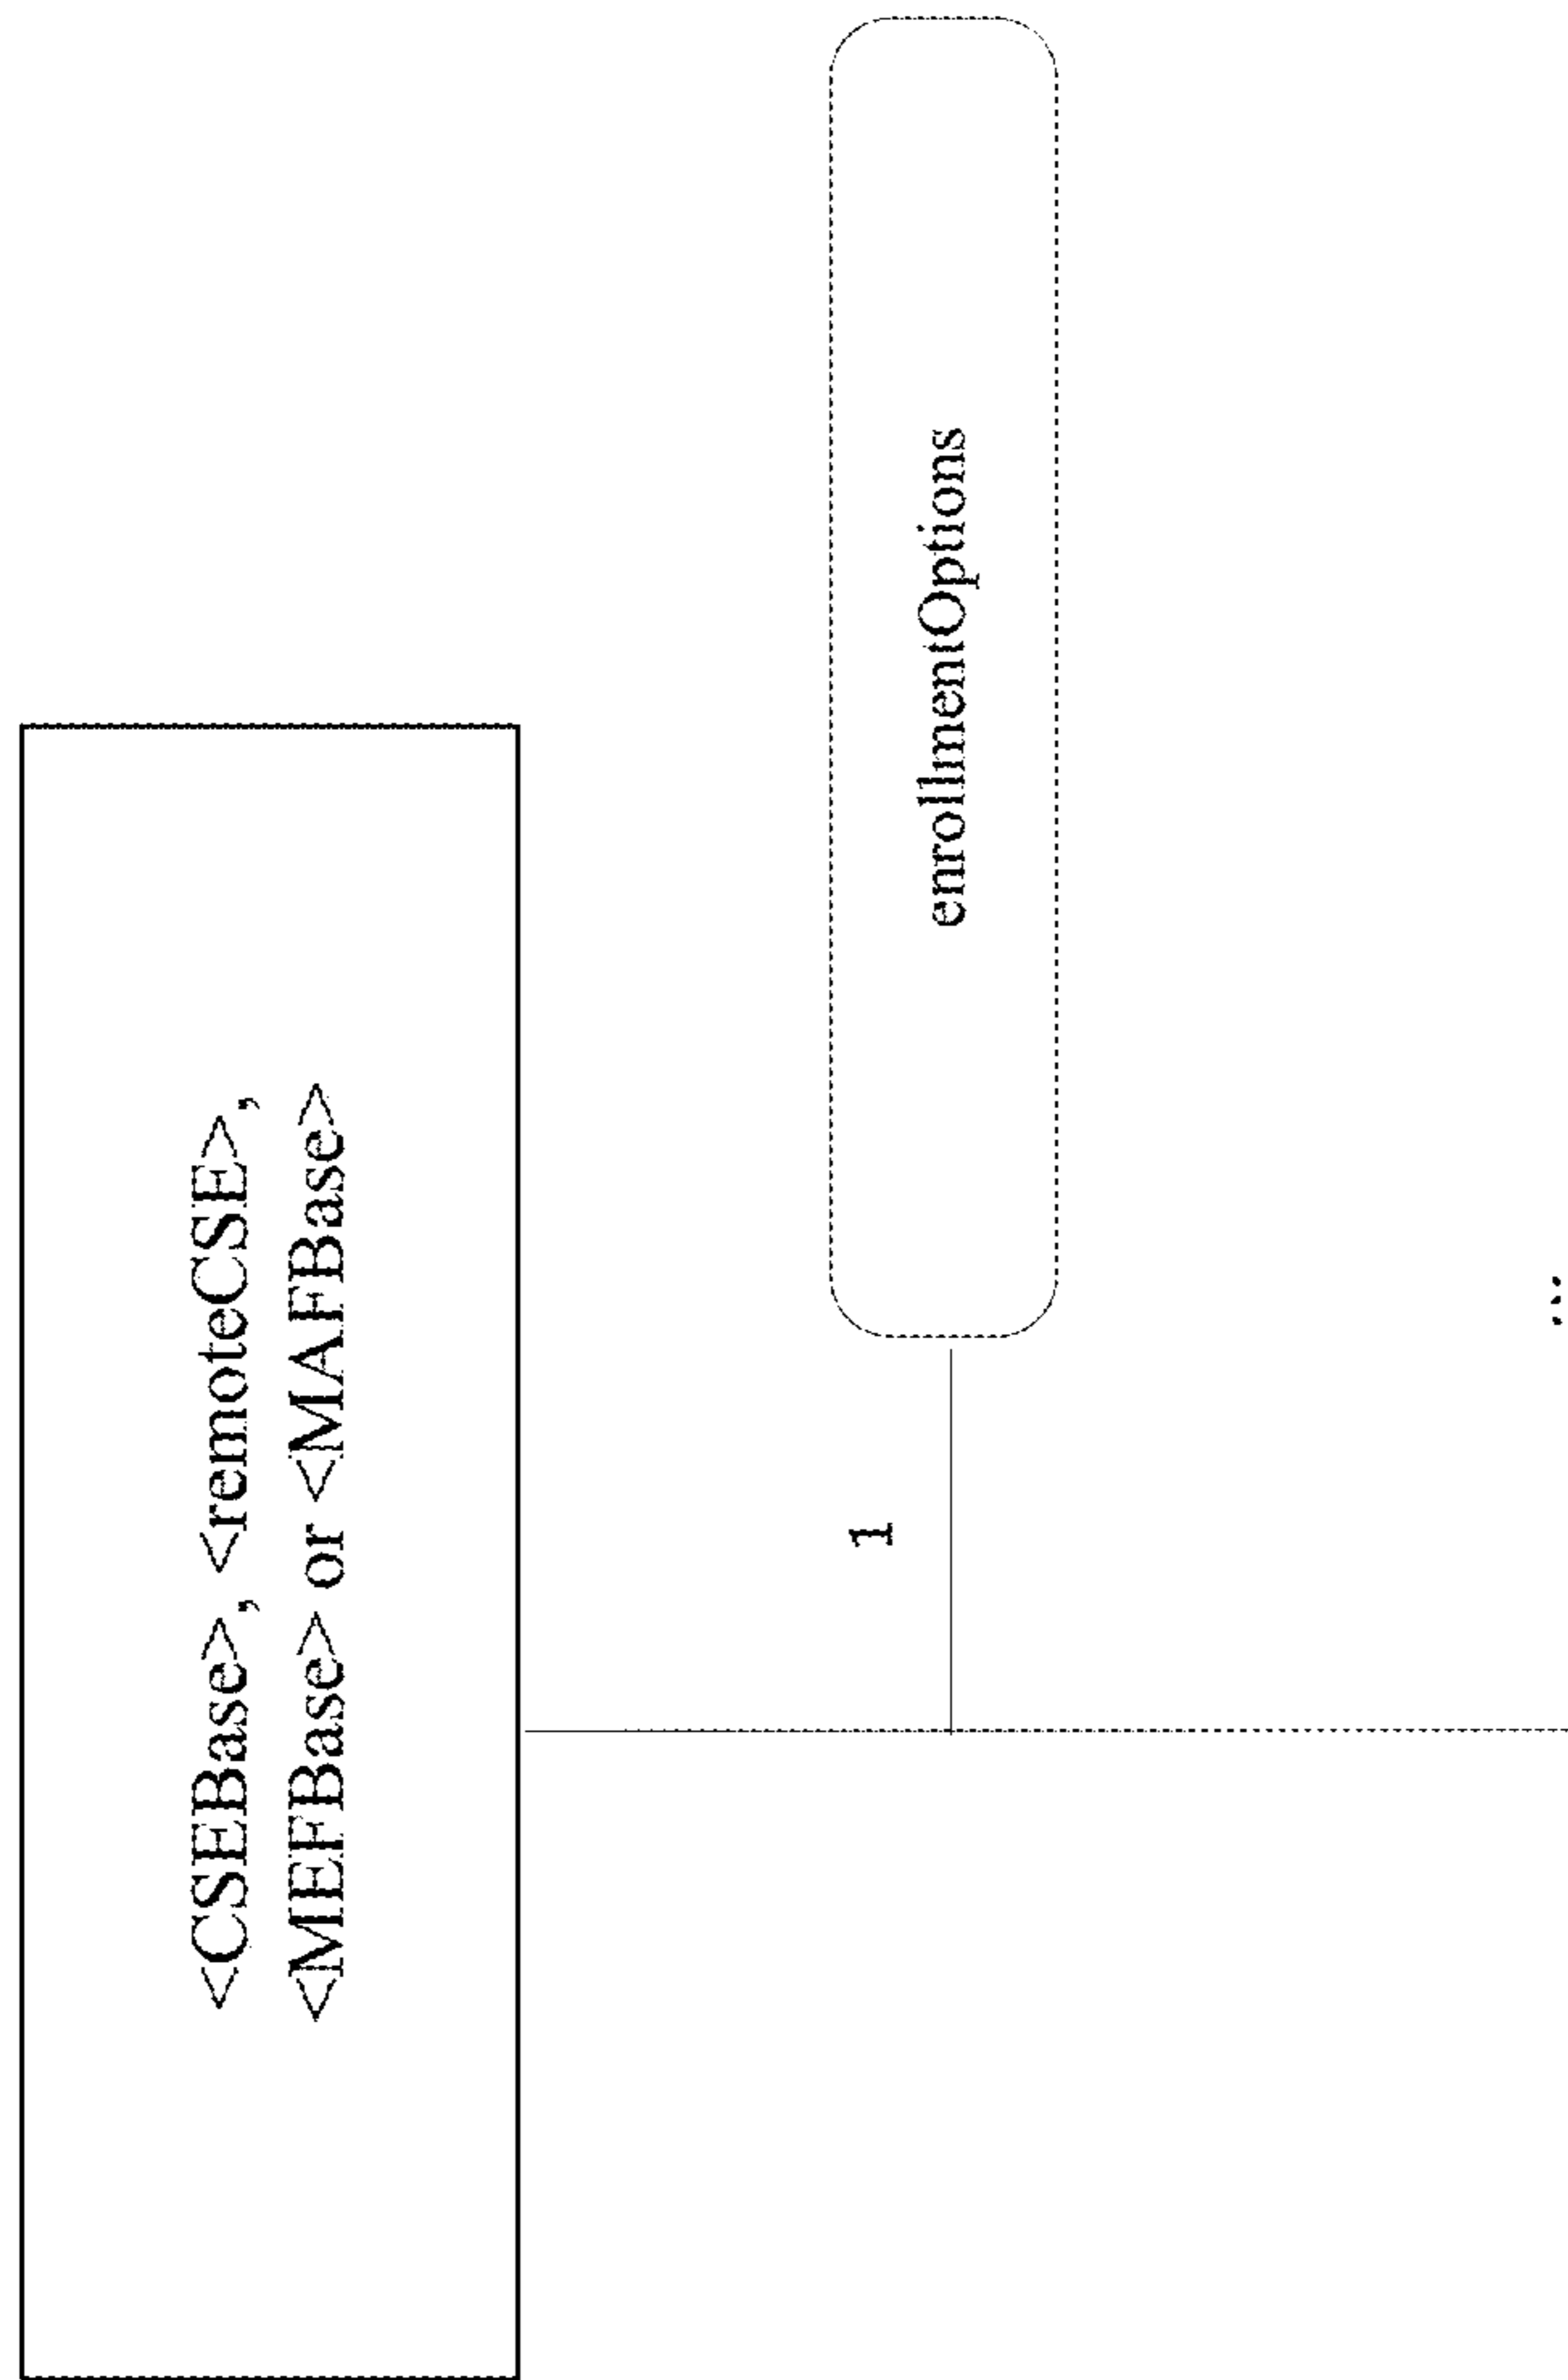 <CSEBase>, <remoteCSE>,
<MEFBase> or <MAFBase>
1
enrollmentOptions
...